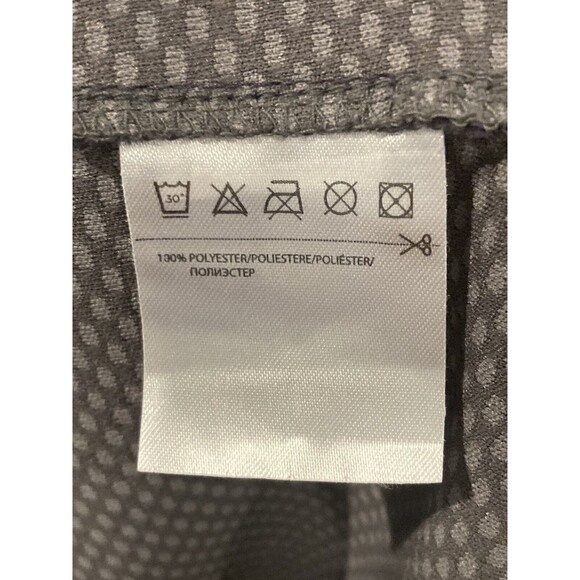 30°
100% POLYESTER/POLIESTERE/POLIÉSTER/
ПОЛИЭСТЕР